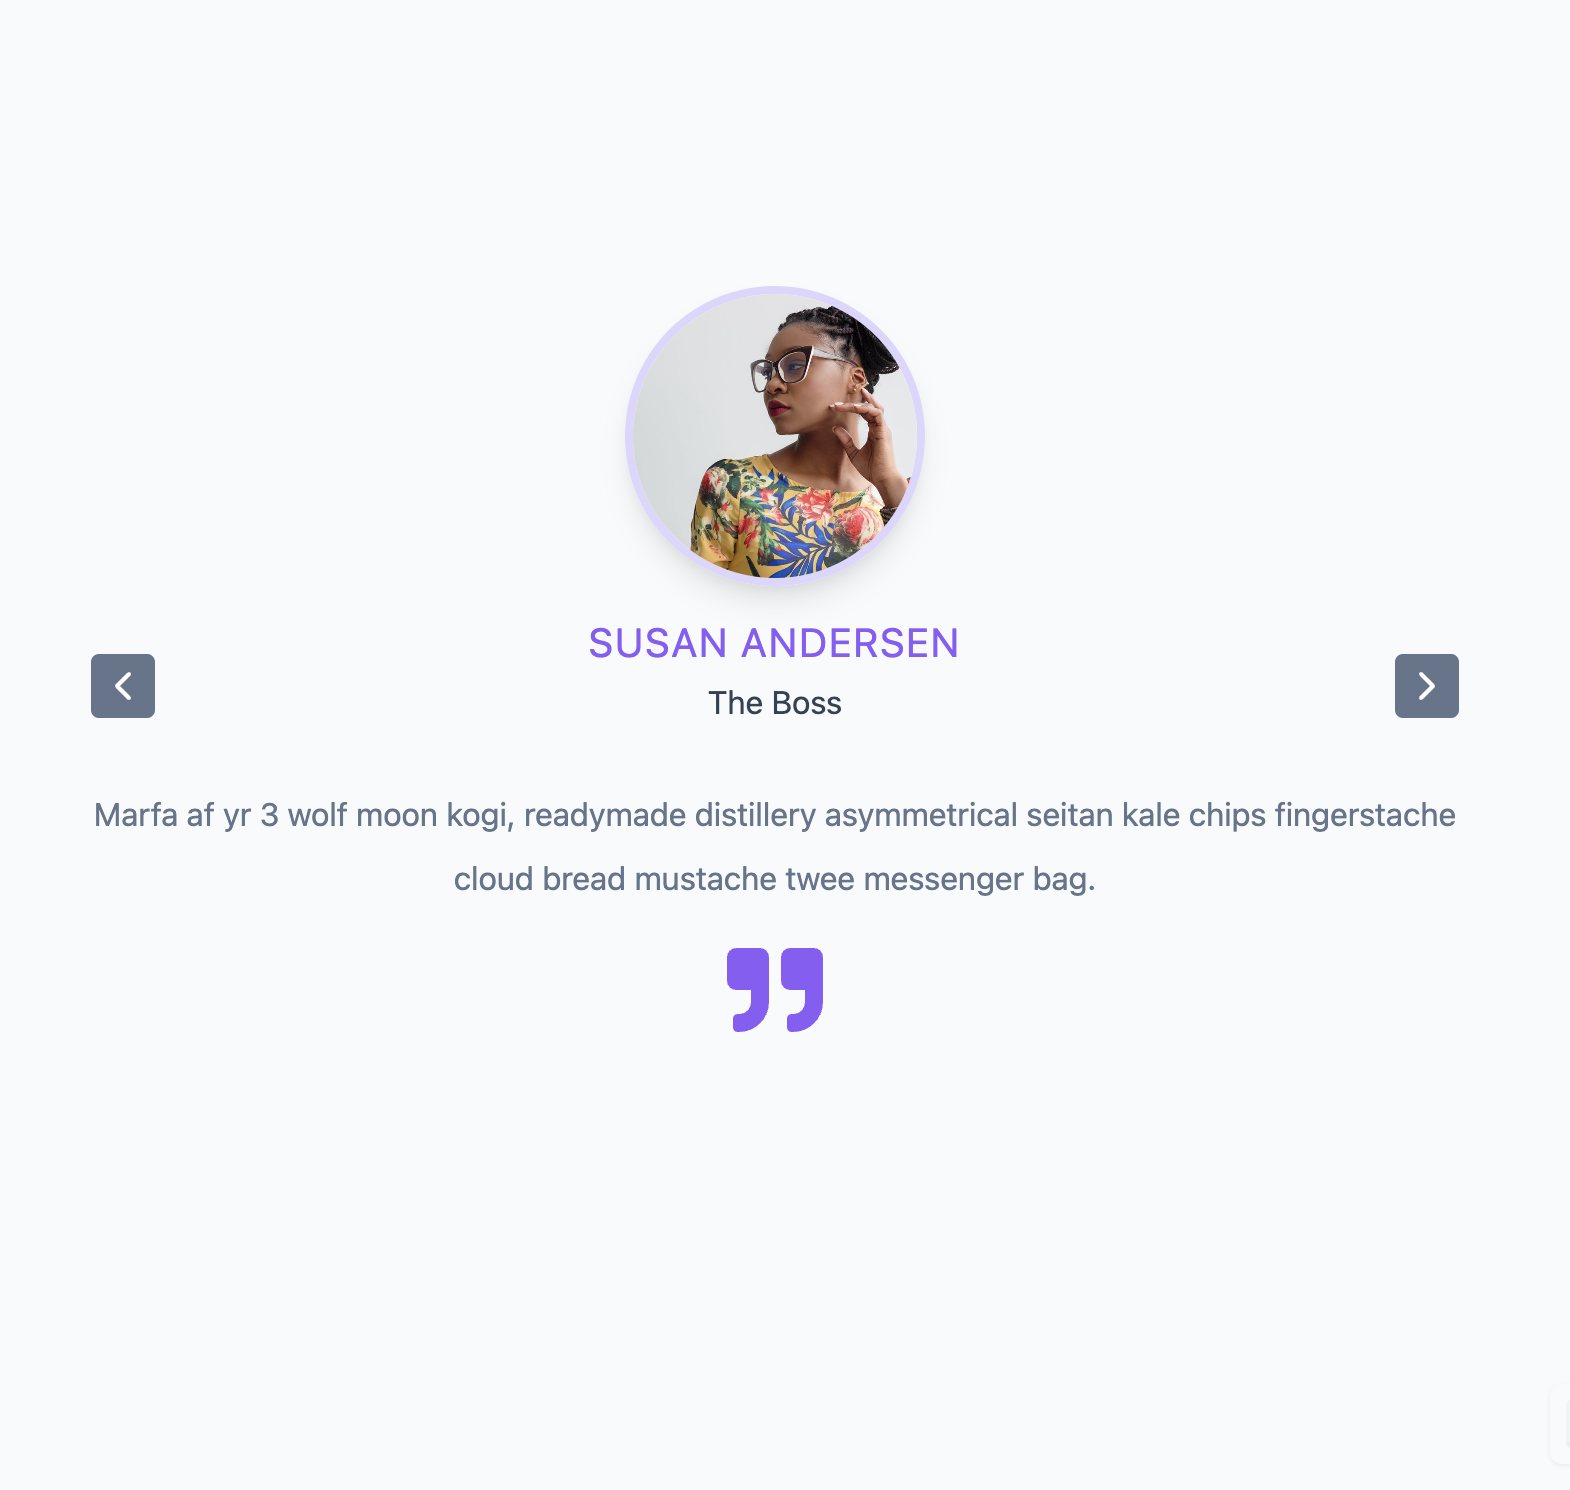 SUSAN ANDERSEN
The Boss
Marfa af yr 3 wolf moon kogi, readymade distillery asymmetrical seitan kale chips fingerstache
cloud bread mustache twee messenger bag.